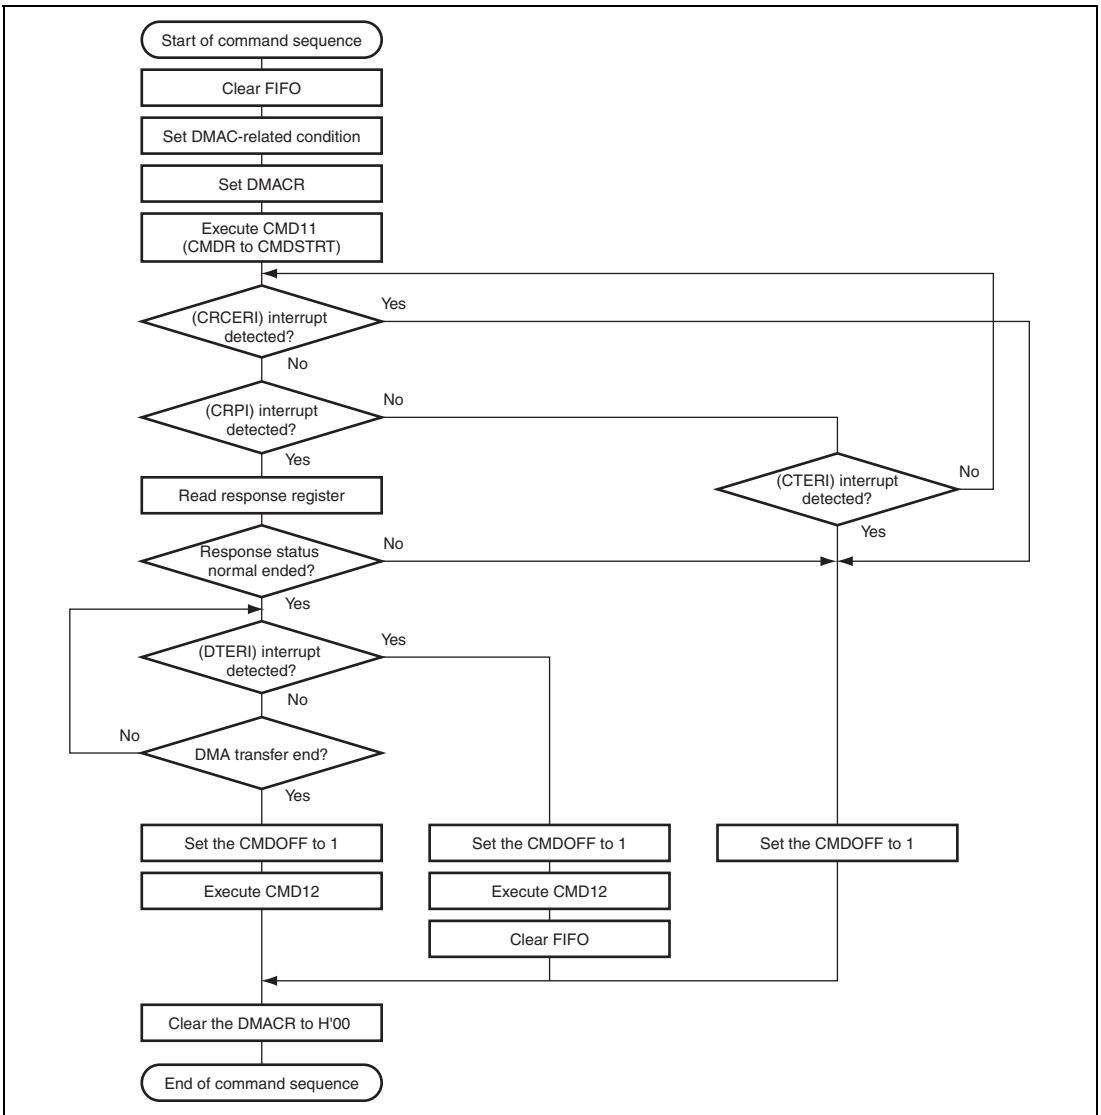 Start of command sequence
Clear FIFO
Set DMAC-related condition
Set DMACR
Execute CMD11
(CMDR to CMDSTRT)
(CRCERI) interrupt
detected?
Yes
No
(CRPI) interrupt
detected?
No
Yes
(CTERI) interrupt
detected?
No
Yes
Read response register
Response status
normal ended?
No
Yes
(DTERI) interrupt
detected?
Yes
No
DMA transfer end?
No
Yes
Set the CMDOFF to 1
Execute CMD12
Set the CMDOFF to 1
Execute CMD12
Clear FIFO
Set the CMDOFF to 1
Clear the DMACR to H'00
End of command sequence